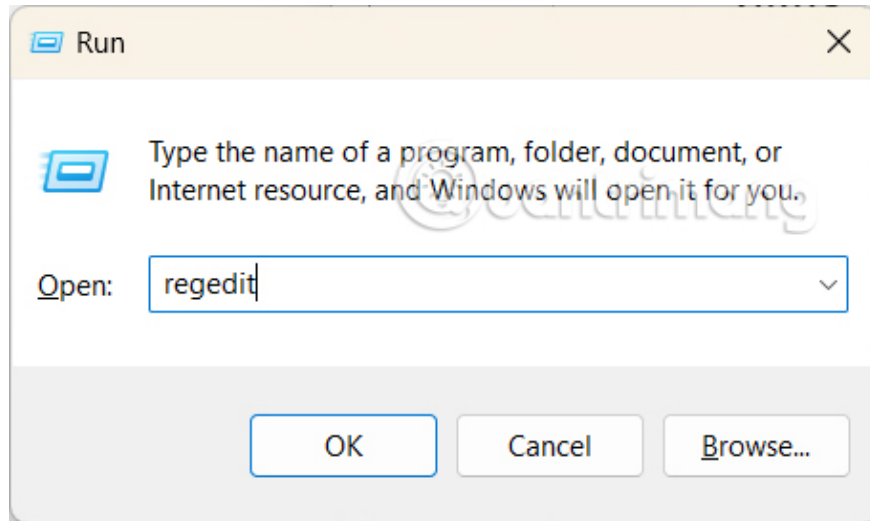 Run
Type the name of a program, folder, document, or
Internet resource, and Windows will open it for you.
Open: regedit
OK Cancel Browse...